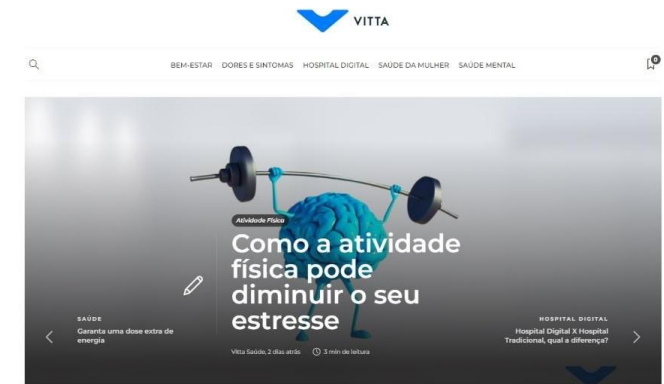 VITTA
0
BEM-ESTAR DORES E SINTOMAS HOSPITAL DIGITAL SAÚDE DA MULHER SAÚDE MENTAL
Atividade Física
Como a atividade
física pode
diminuir o seu
estresse
Vitta Saúde, 2 dias atrás 3 min de leitura
SAÚDE
Garanta uma dose extra de
energia
HOSPITAL DIGITAL
Hospital Digital X Hospital
Tradicional, qual a diferença?